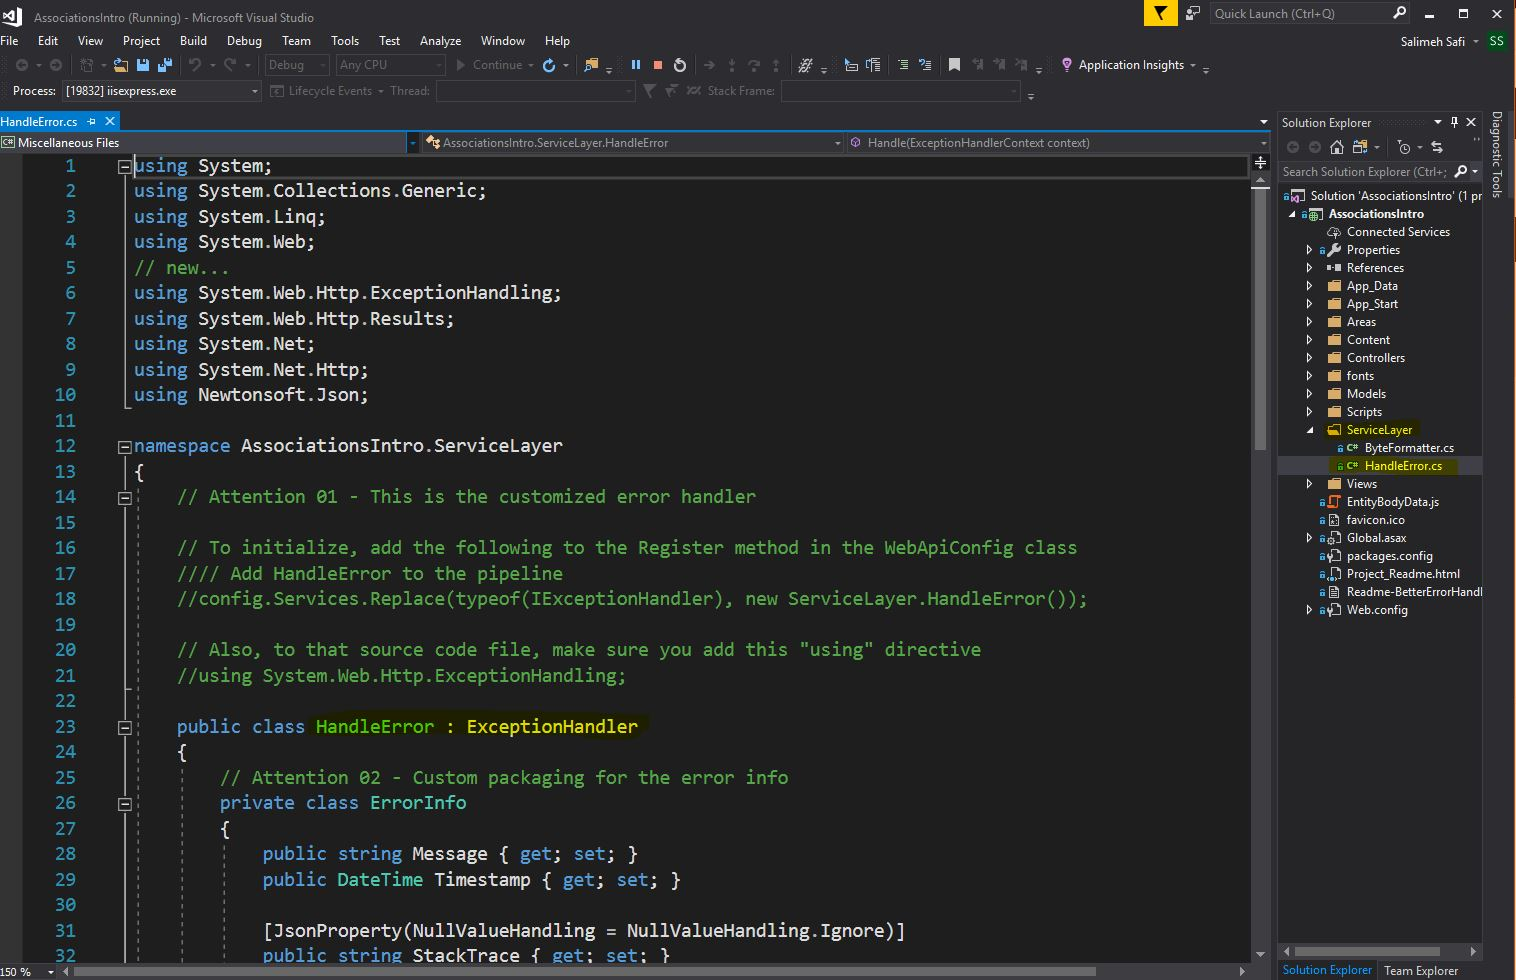 AssociationsIntro (Running) - Microsoft Visual Studio
Quick Launch (Ctrl+Q)
File Edit View Project Build Debug Team Tools Test Analyze Window Help
Salimeh Safi SS
Debug Any CPU Continue Application Insights
Process: [19832] iisexpress.exe Lifecycle Events Thread: Stack Frame:
HandleError.cs
Miscellaneous Files AssociationsIntro.ServiceLayer.HandleError Handle(ExceptionHandlerContext context)
1 using System;
2 using System.Collections.Generic;
3 using System.Linq;
4 using System.Web;
5 // new...
6 using System.Web.Http.ExceptionHandling;
7 using System.Web.Http.Results;
8 using System.Net;
9 using System.Net.Http;
10 using Newtonsoft.Json;
11
12 namespace AssociationsIntro.ServiceLayer
13 {
14 // Attention 01 - This is the customized error handler
15
16 // To initialize, add the following to the Register method in the WebApiConfig class
17 //// Add HandleError to the pipeline
18 //config.Services.Replace(typeof(IExceptionHandler), new ServiceLayer.HandleError());
19
20 // Also, to that source code file, make sure you add this "using" directive
21 //using System.Web.Http.ExceptionHandling;
22
23 public class HandleError : ExceptionHandler
24 {
25 // Attention 02 - Custom packaging for the error info
26 private class ErrorInfo
27 {
28 public string Message { get; set; }
29 public DateTime Timestamp { get; set; }
30
31 [JsonProperty(NullValueHandling = NullValueHandling.Ignore)]
32 public string StackTrace { get; set; }
150 %
Solution Explorer
Search Solution Explorer (Ctrl+;
Solution 'AssociationsIntro' (1 pr
AssociationsIntro
Connected Services
Properties
References
App_Data
App_Start
Areas
Content
Controllers
fonts
Models
Scripts
ServiceLayer
C# ByteFormatter.cs
C# HandleError.cs
Views
EntityBodyData.js
favicon.ico
Global.asax
packages.config
Project_Readme.html
Readme-BetterErrorHandl
Web.config
Solution Explorer Team Explorer
Diagnostic Tools